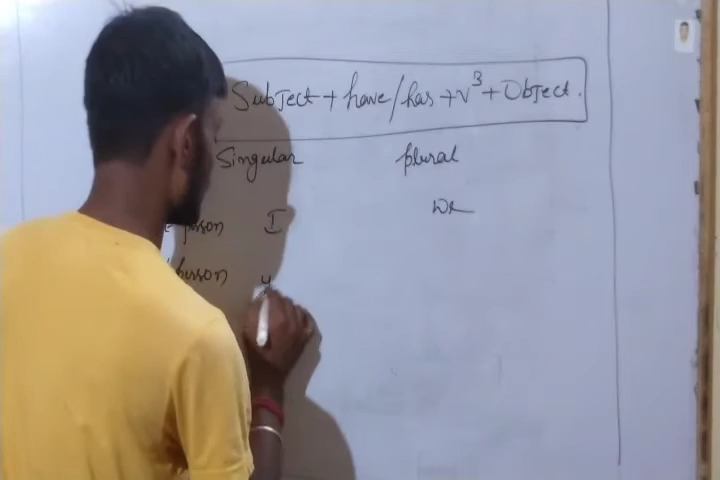 SubJect + have/has + V³ + ObJect.
Singular plural
person I We
person y